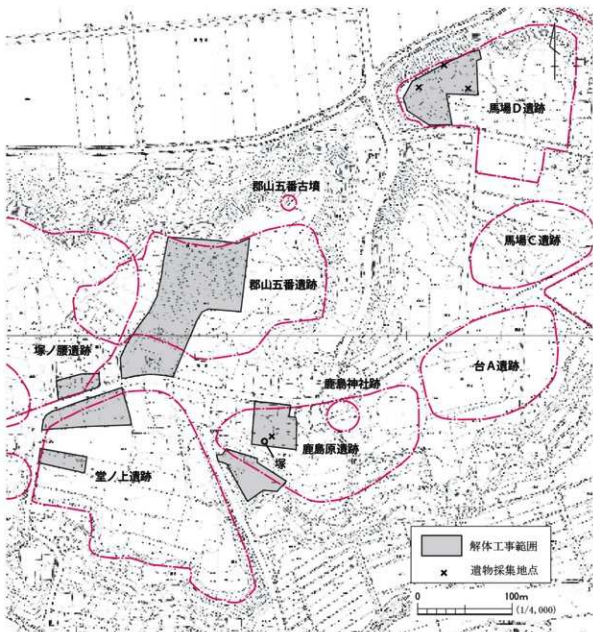 馬場D遺跡
郡山五番古墳
馬場C遺跡
郡山五番遺跡
塚ノ腰遺跡
台A遺跡
鹿島神社跡
鹿島原遺跡
塚
堂ノ上遺跡
解体工事範囲
× 遺物採集地点
0 100m
(1/4,000)